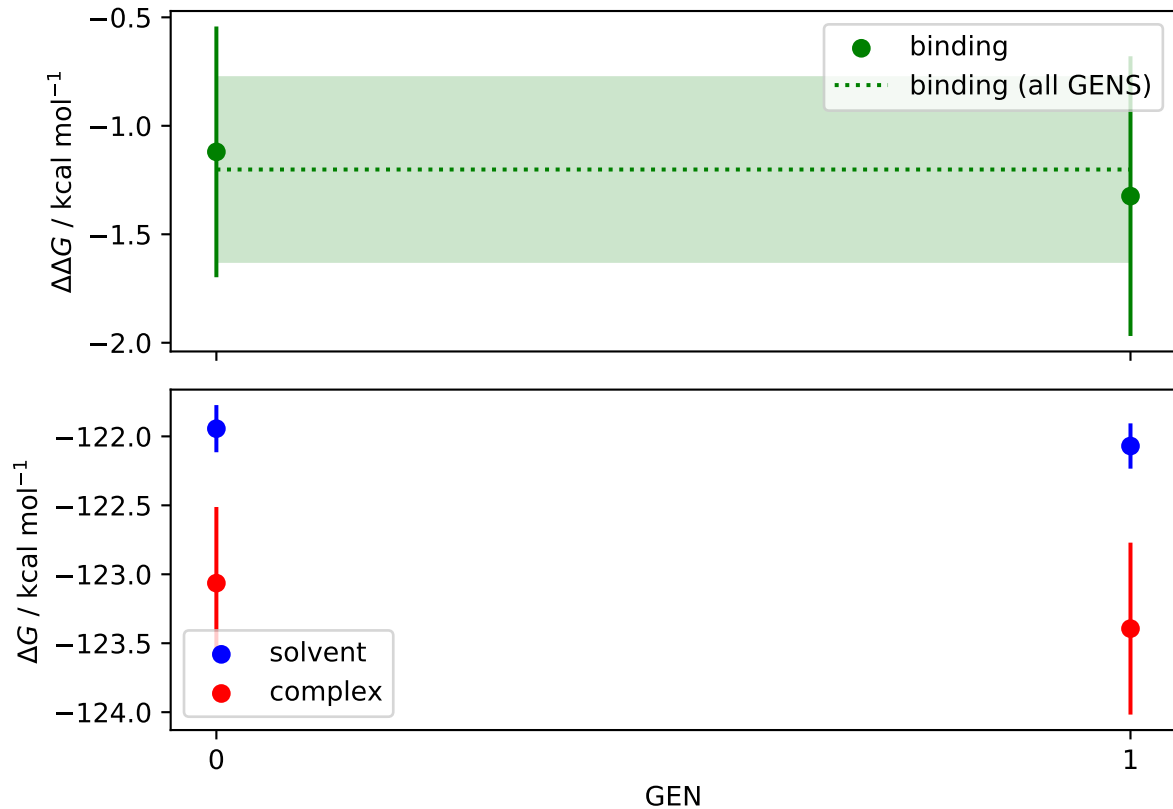 −0.5
−1.0
−1.5
−2.0
ΔΔG / kcal mol⁻¹
binding
binding (all GENS)
−122.0
−122.5
−123.0
−123.5
−124.0
ΔG / kcal mol⁻¹
solvent
complex
0
1
GEN